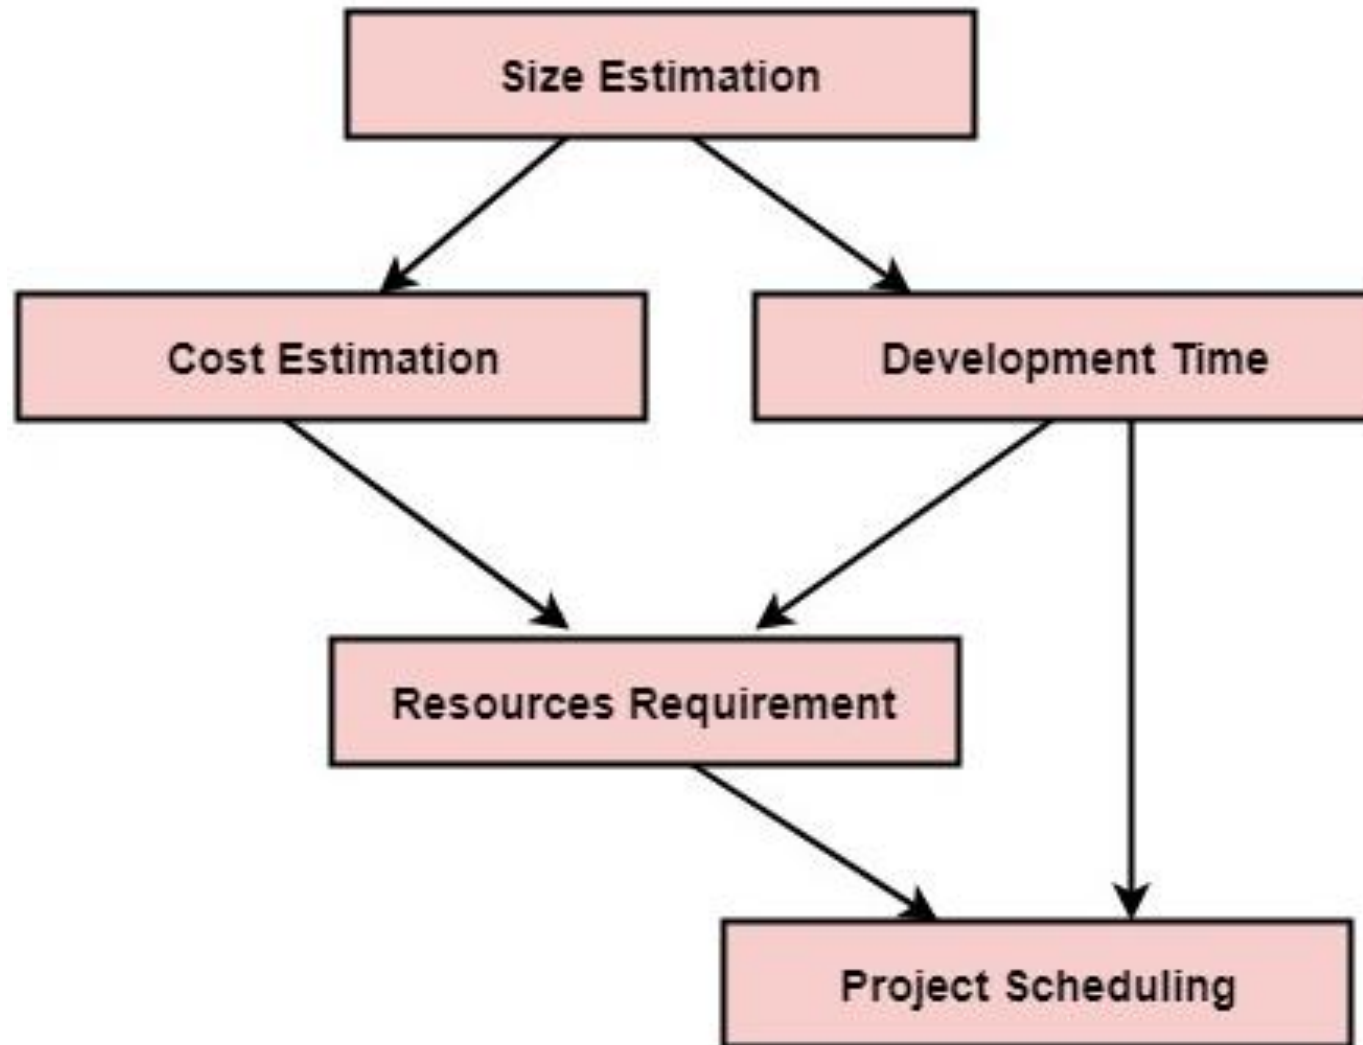 Size Estimation
Cost Estimation
Development Time
Resources Requirement
Project Scheduling